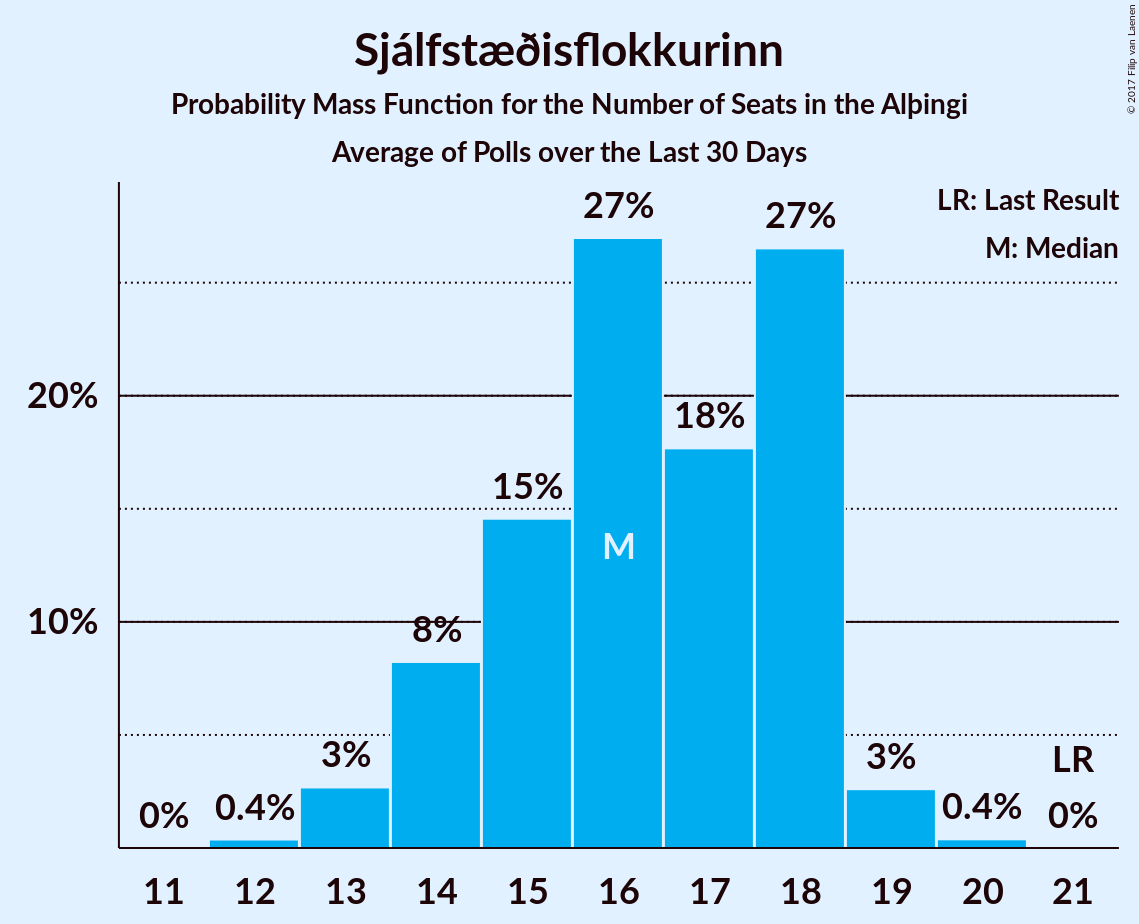 Sjálfstæðisflokkurinn
Probability Mass Function for the Number of Seats in the Alþingi
Average of Polls over the Last 30 Days
© 2017 Filip van Laenen
LR: Last Result
M: Median
27%
27%
20%
18%
15%
M
10%
8%
3%
3%
LR
0%
0.4%
0.4%
0%
11 12 13 14 15 16 17 18 19 20 21